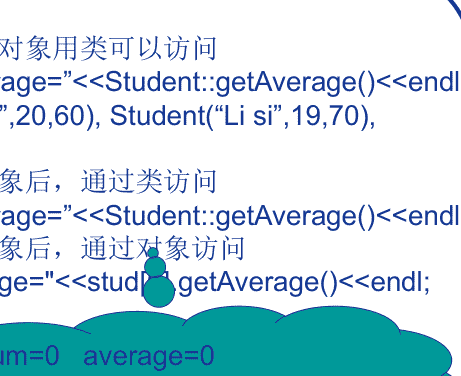 对象用类可以访问
rage=”<<Student::getAverage()<<endl
”,20,60), Student(“Li si”,19,70),
象后，通过类访问
rage=”<<Student::getAverage()<<endl
象后，通过对象访问
ge="<<stud[ ].getAverage()<<endl;
um=0 average=0